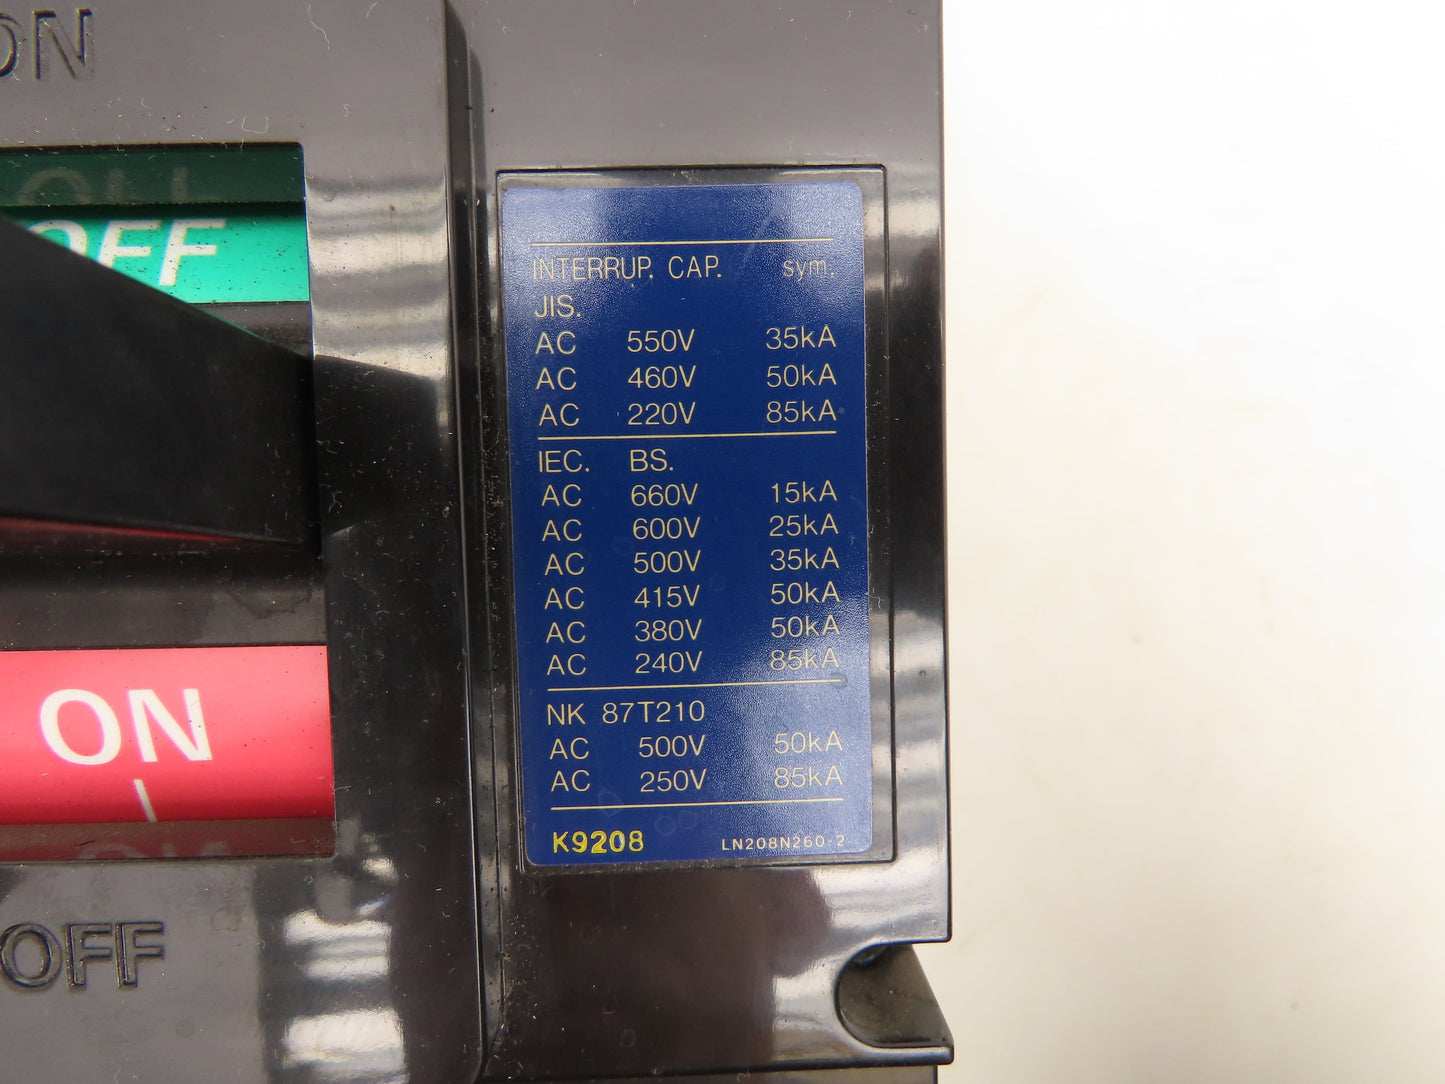 ON
OFF
ON
OFF
INTERRUP. CAP. sym.
JIS.
AC 550V 35kA
AC 460V 50kA
AC 220V 85kA
IEC. BS.
AC 660V 15kA
AC 600V 25kA
AC 500V 35kA
AC 415V 50kA
AC 380V 50kA
AC 240V 85kA
NK 87T210
AC 500V 50kA
AC 250V 85kA
K9208 LN208N260-2